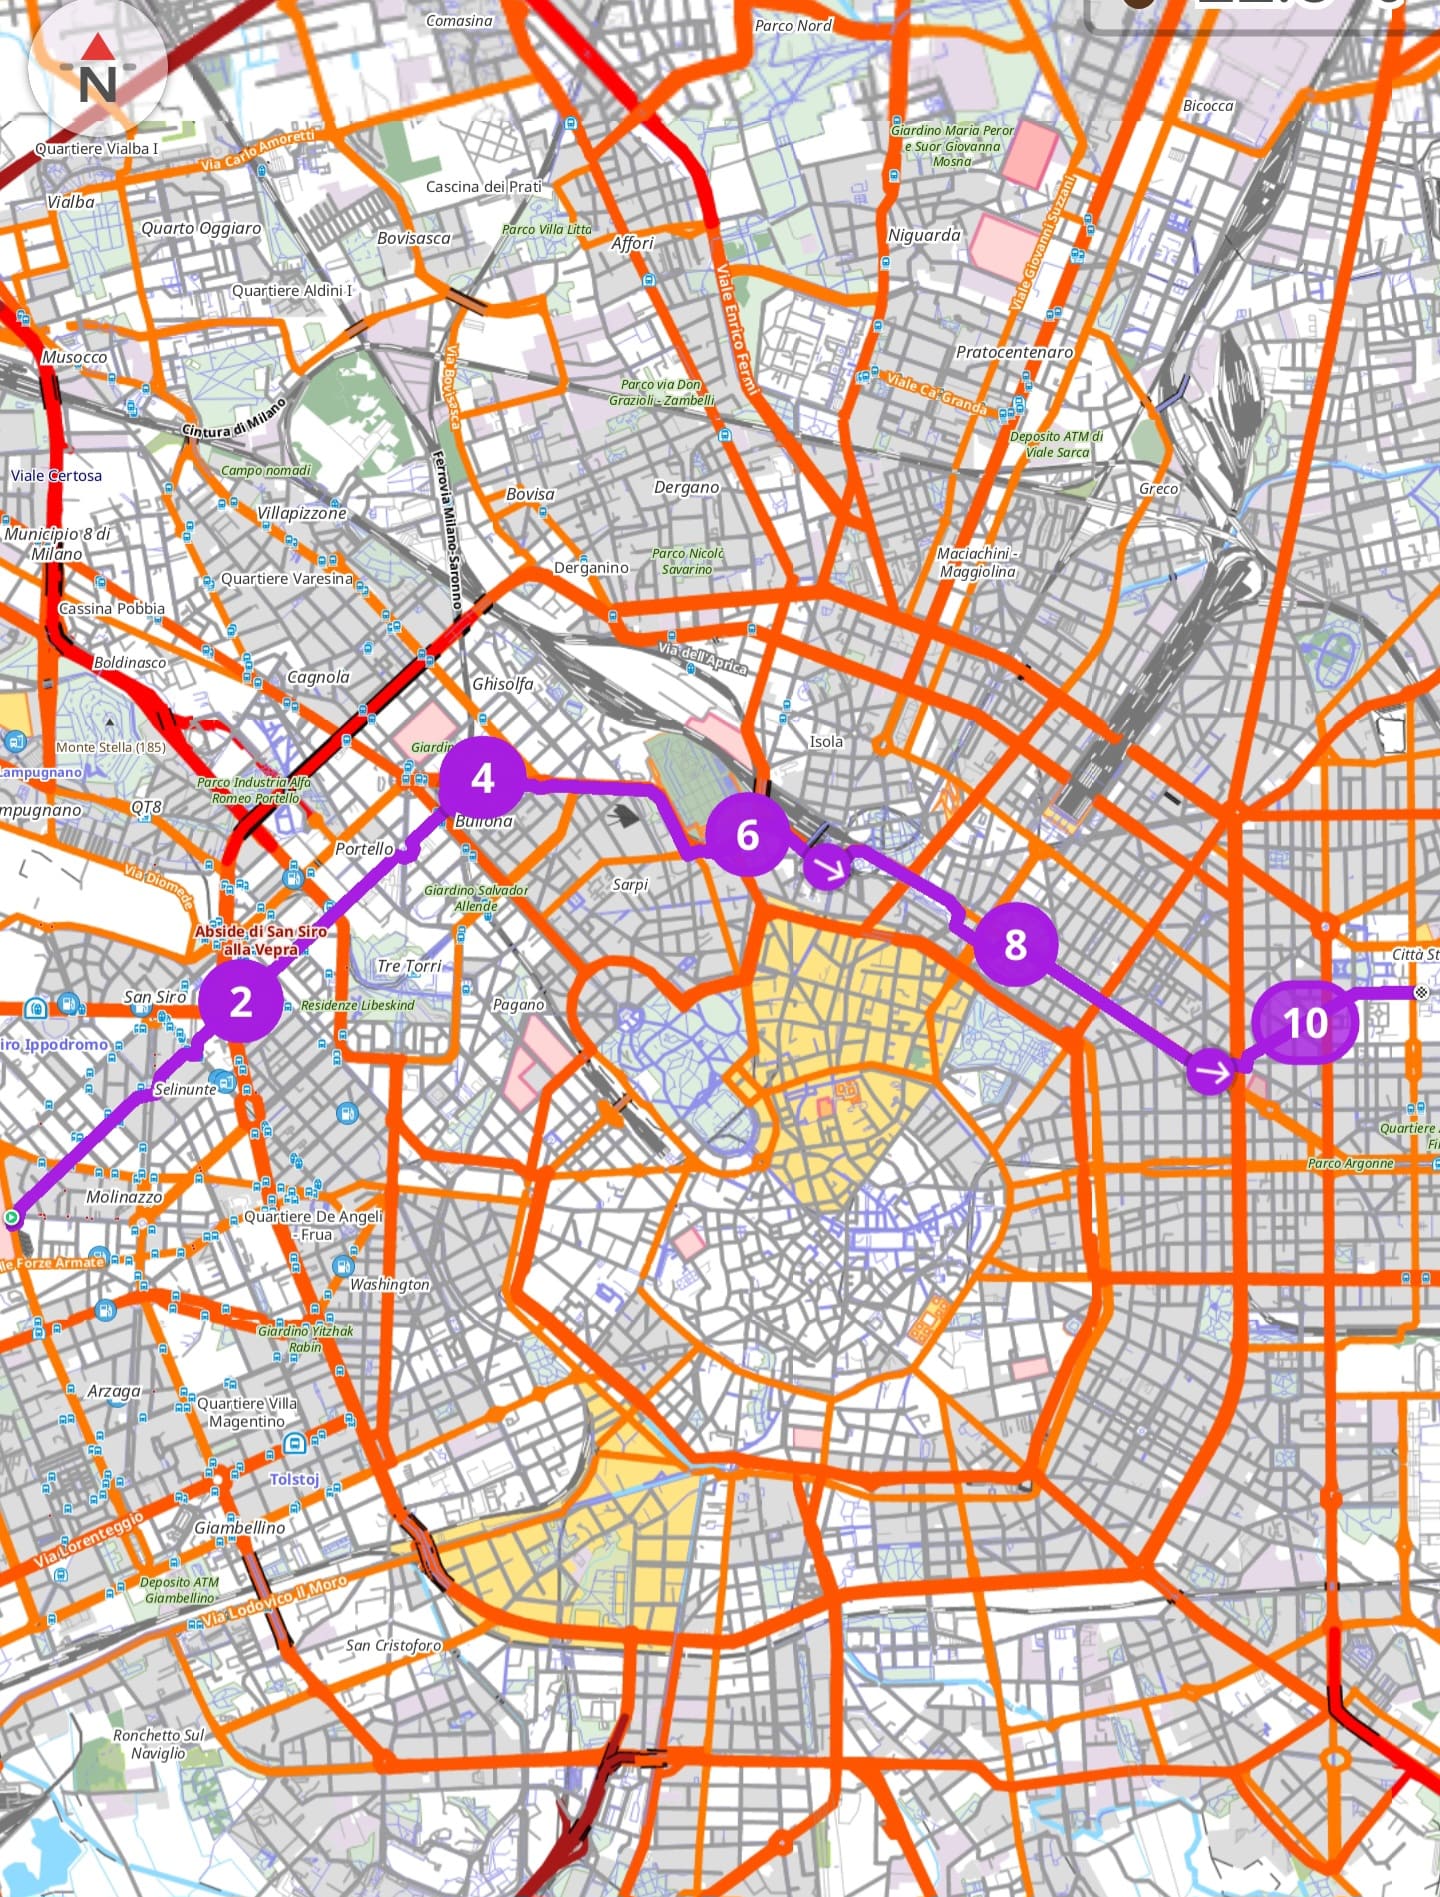 Comasina
Parco Nord
N
Bicocca
Quartiere Vialba I
Via Carlo Amoretti
Giardino Maria Peron
e Suor Giovanna
Mosna
Cascina dei Prati
Vialba
Quarto Oggiaro
Bovisasca
Parco Villa Litta
Affori
Niguarda
Viale Giovanni Suzzani
Quartiere Aldini I
Viale Enrico Fermi
Musocco
Via Bovisasca
Pratocentenaro
Parco via Don
Grazioli - Zambelli
Viale Ca' Granda
Cintura di Milano
Deposito ATM di
Viale Sarca
Viale Certosa
Campo nomadi
Ferrovia Milano-Saronno
Bovisa
Dergano
Greco
Villapizzone
Municipio 8 di
Milano
Parco Nicolò
Savarino
Maciachini -
Maggiolina
Quartiere Varesina
Derganino
Cassina Pobbia
Via dell'Aprica
Boldinasco
Cagnola
Ghisolfa
Monte Stella (185)
Isola
Lampugnano
Parco Industria Alfa
Romeo Portello
4
mpugnano
QT8
Bullona
6
Portello
Via Diomede
Giardino Salvador
Allende
Sarpi
Abside di San Siro
alla Vepra
8
Città St
Tre Torri
San Siro
2
Residenze Libeskind
Pagano
10
iro Ippodromo
Selinunte
Quartiere
Parco Argonne
Molinazzo
Quartiere De Angeli
- Frua
lle Forze Armate
Washington
Giardino Yitzhak
Rabin
Arzaga
Quartiere Villa
Magentino
Tolstoj
Via Lorenteggio
Giambellino
Deposito ATM
Giambellino
Via Lodovico il Moro
San Cristoforo
Ronchetto Sul
Naviglio